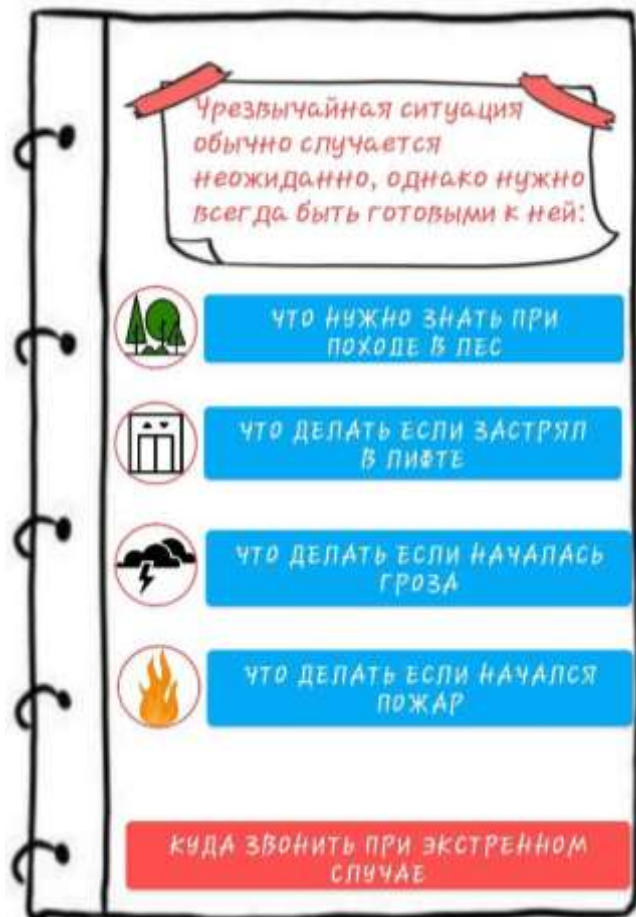 Чрезвычайная ситуация
обычно случается
неожиданно, однако нужно
всегда быть готовыми к ней:
ЧТО НУЖНО ЗНАТЬ ПРИ
ПОХОДЕ В ЛЕС
ЧТО ДЕЛАТЬ ЕСЛИ ЗАСТРЯЛ
В ЛИФТЕ
ЧТО ДЕЛАТЬ ЕСЛИ НАЧАЛАСЬ
ГРОЗА
ЧТО ДЕЛАТЬ ЕСЛИ НАЧАЛСЯ
ПОЖАР
КУДА ЗВОНИТЬ ПРИ ЭКСТРЕННОМ
СЛУЧАЕ